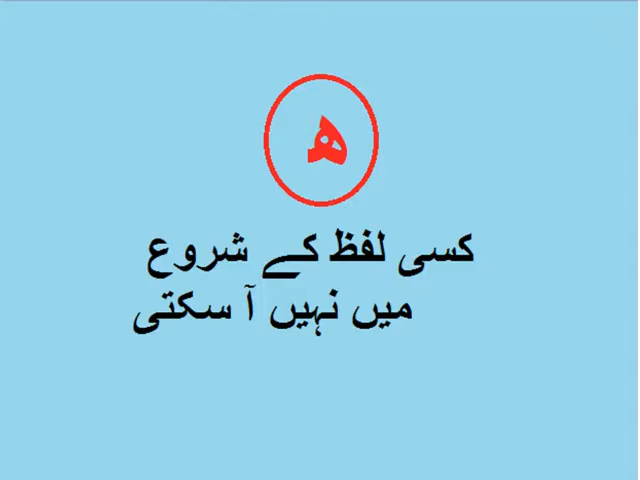 ھ
کسی لفظ کے شروع
میں نہیں آ سکتی